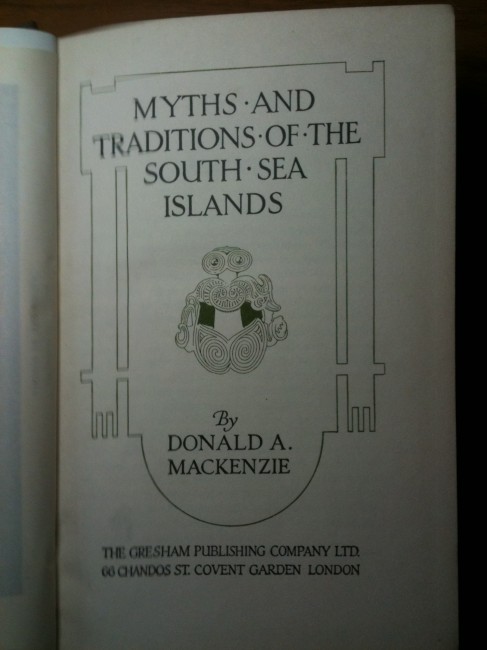 MYTHS·AND
TRADITIONS·OF·THE
SOUTH·SEA
ISLANDS
By
DONALD A.
MACKENZIE
THE GRESHAM PUBLISHING COMPANY LTD.
66 CHANDOS ST. COVENT GARDEN LONDON